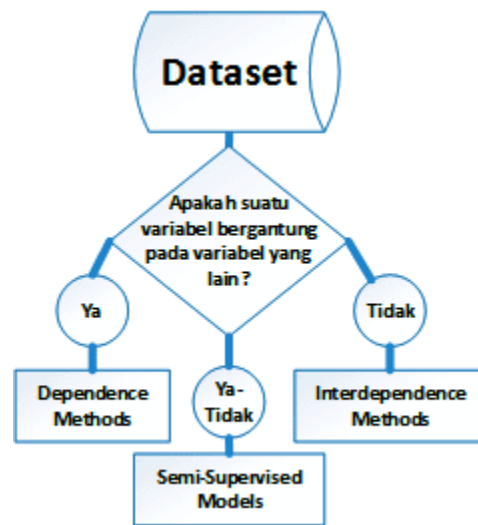 Dataset
Apakah suatu
variabel bergantung
pada variabel yang
lain?
Ya
Tidak
Ya-
Tidak
Dependence
Methods
Interdependence
Methods
Semi-Supervised
Models